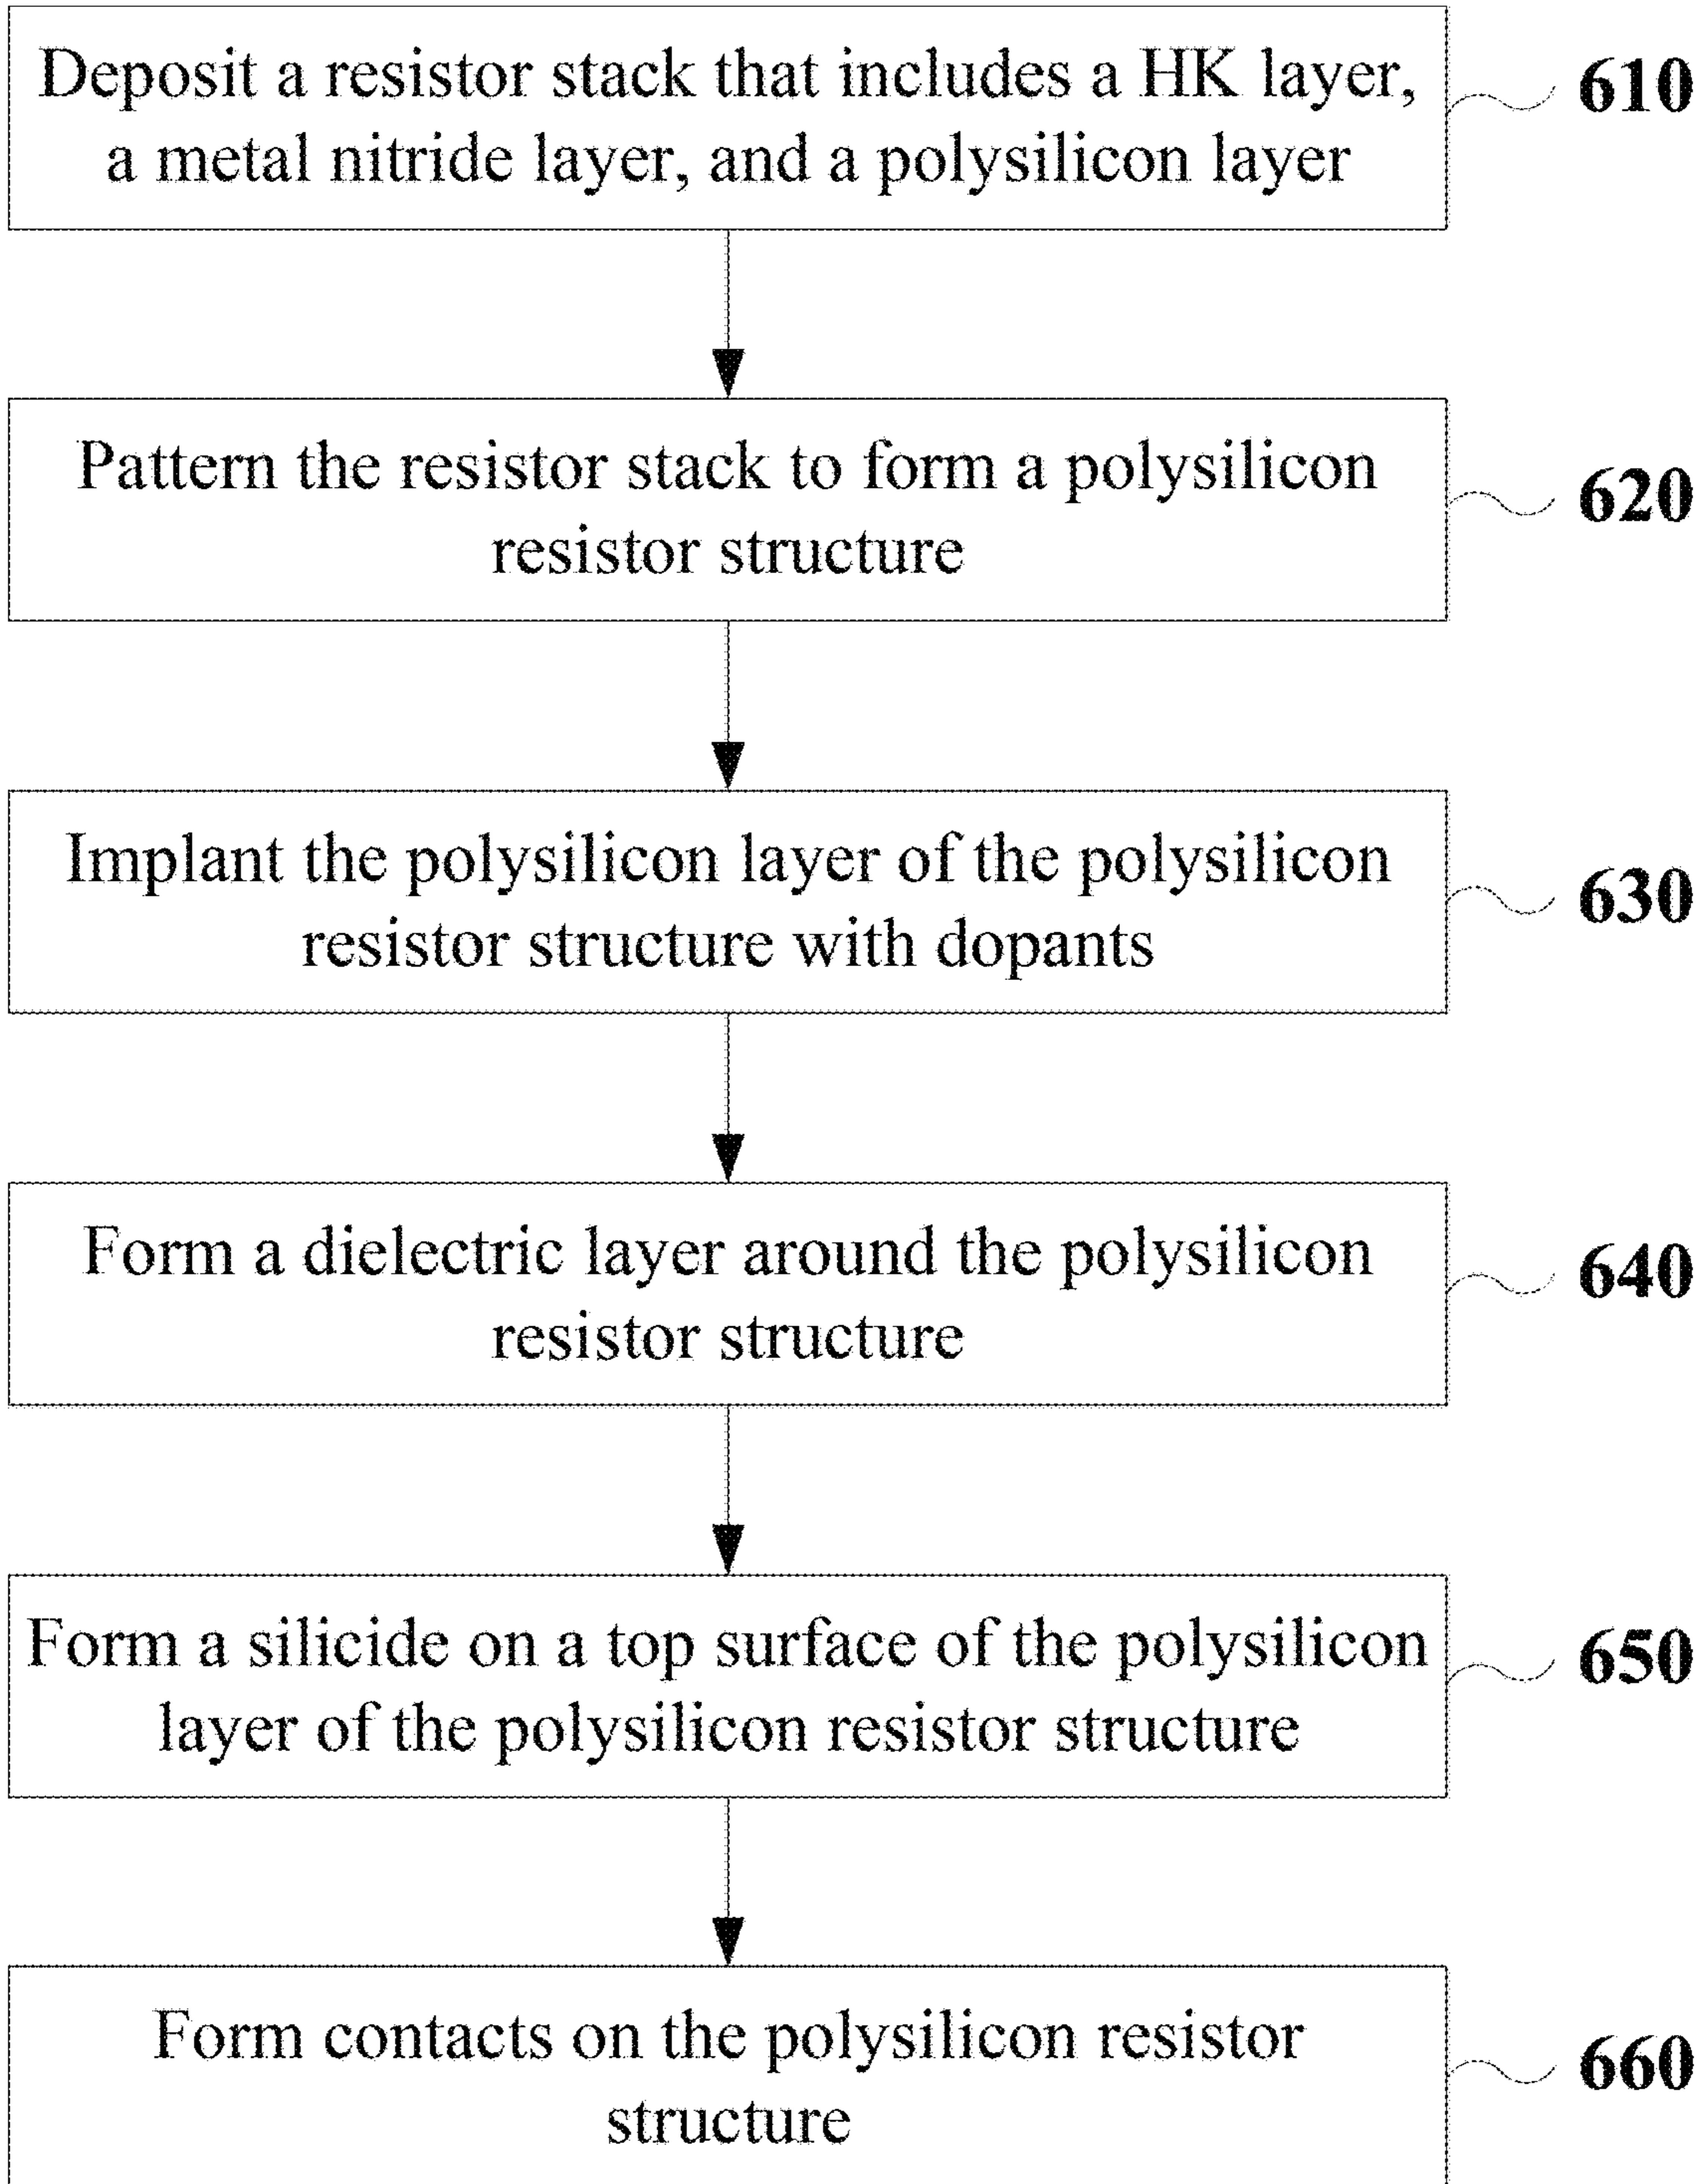 Deposit a resistor stack that includes a HK layer,
a metal nitride layer, and a polysilicon layer
610
Pattern the resistor stack to form a polysilicon
resistor structure
620
Implant the polysilicon layer of the polysilicon
resistor structure with dopants
630
Form a dielectric layer around the polysilicon
resistor structure
640
Form a silicide on a top surface of the polysilicon
layer of the polysilicon resistor structure
650
Form contacts on the polysilicon resistor
structure
660